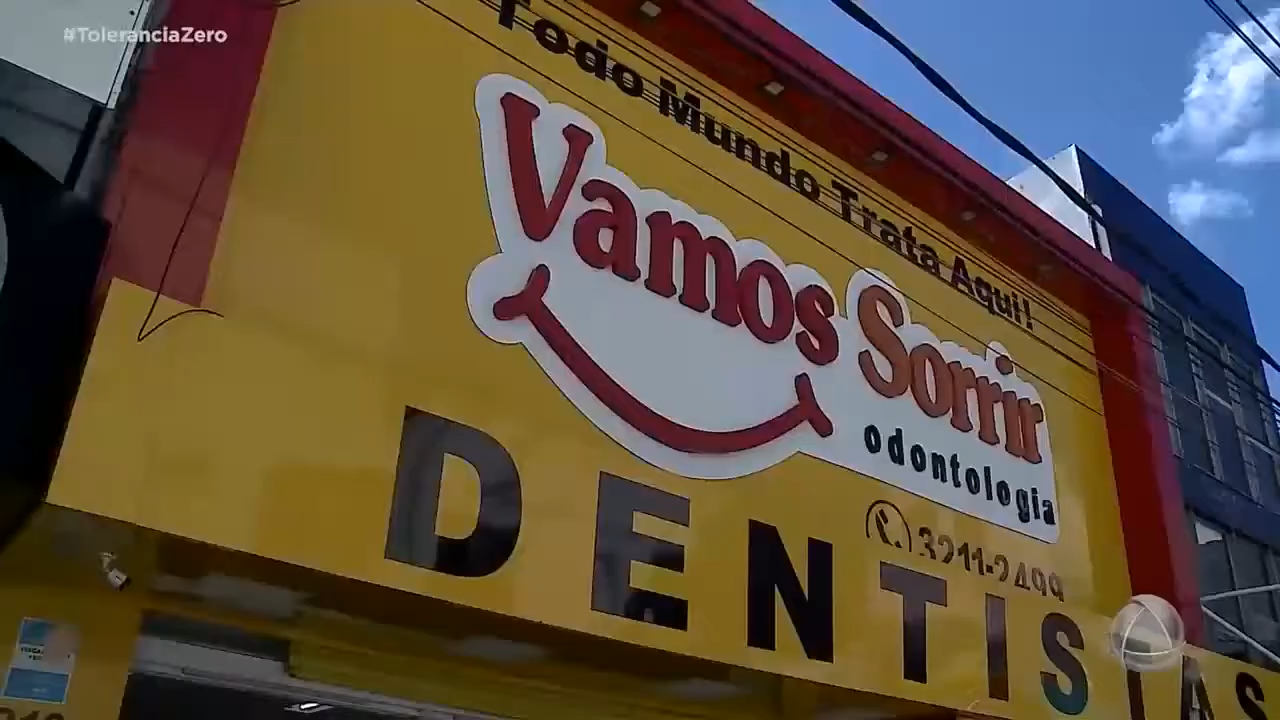 #ToleranciaZero
Todo Mundo Trata Aqui!
Vamos Sorrir
odontologia
3211-2499
DENTISTAS